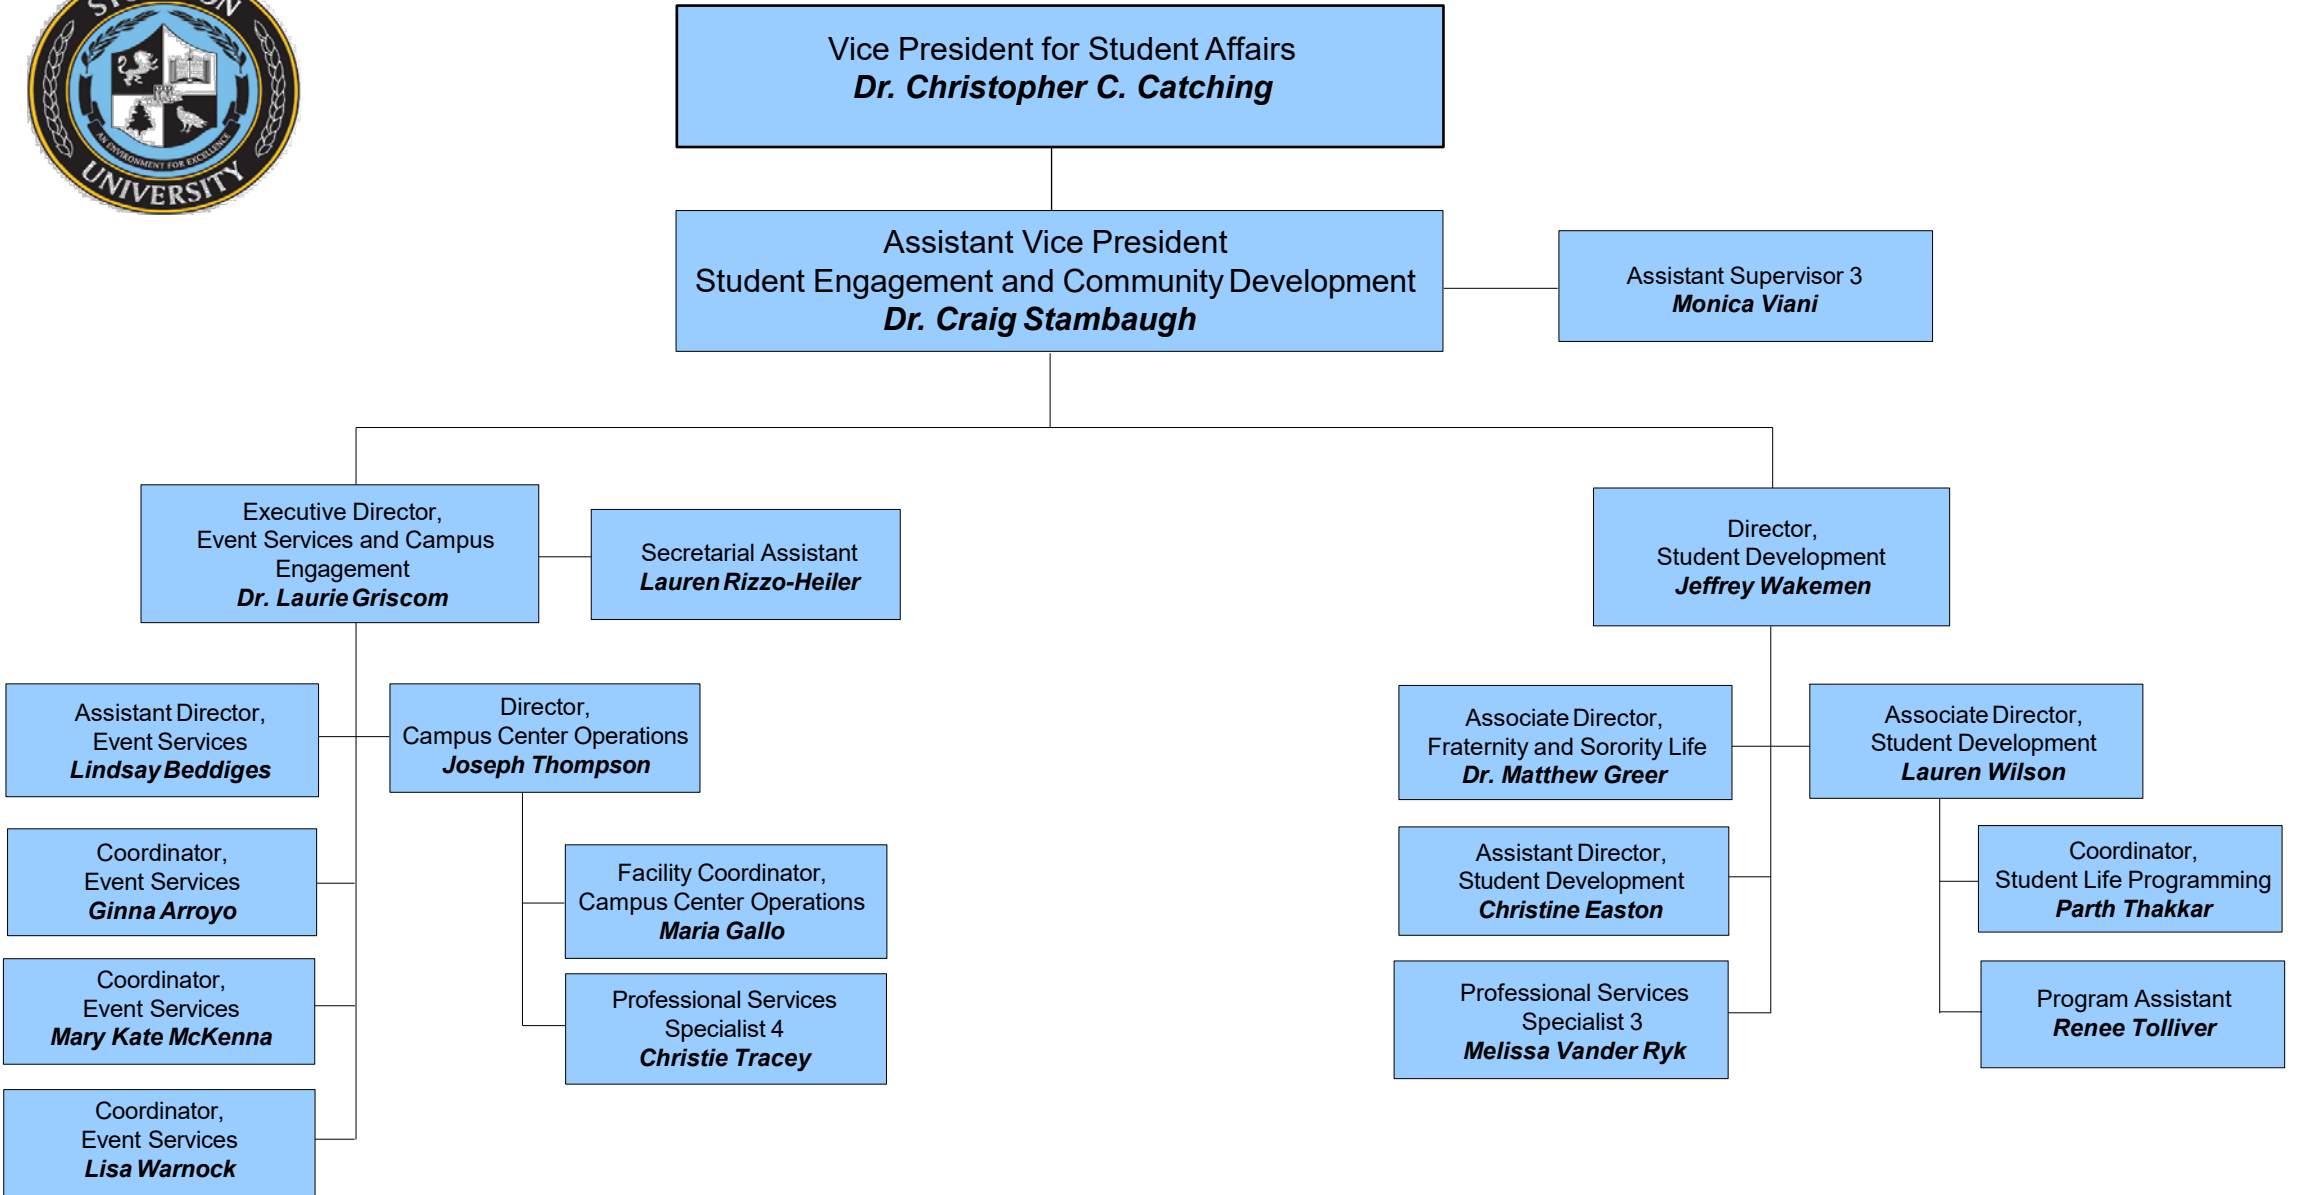 UNIVERSITY
AN ENVIRONMENT FOR EXCELLENCE
Vice President for Student Affairs
Dr. Christopher C. Catching
Assistant Vice President
Student Engagement and Community Development
Dr. Craig Stambaugh
Assistant Supervisor 3
Monica Viani
Executive Director,
Event Services and Campus
Engagement
Dr. Laurie Griscom
Secretarial Assistant
Lauren Rizzo-Heiler
Director,
Student Development
Jeffrey Wakemen
Assistant Director,
Event Services
Lindsay Beddiges
Director,
Campus Center Operations
Joseph Thompson
Associate Director,
Fraternity and Sorority Life
Dr. Matthew Greer
Associate Director,
Student Development
Lauren Wilson
Coordinator,
Event Services
Ginna Arroyo
Facility Coordinator,
Campus Center Operations
Maria Gallo
Assistant Director,
Student Development
Christine Easton
Coordinator,
Student Life Programming
Parth Thakkar
Coordinator,
Event Services
Mary Kate McKenna
Professional Services
Specialist 4
Christie Tracey
Professional Services
Specialist 3
Melissa Vander Ryk
Program Assistant
Renee Tolliver
Coordinator,
Event Services
Lisa Warnock